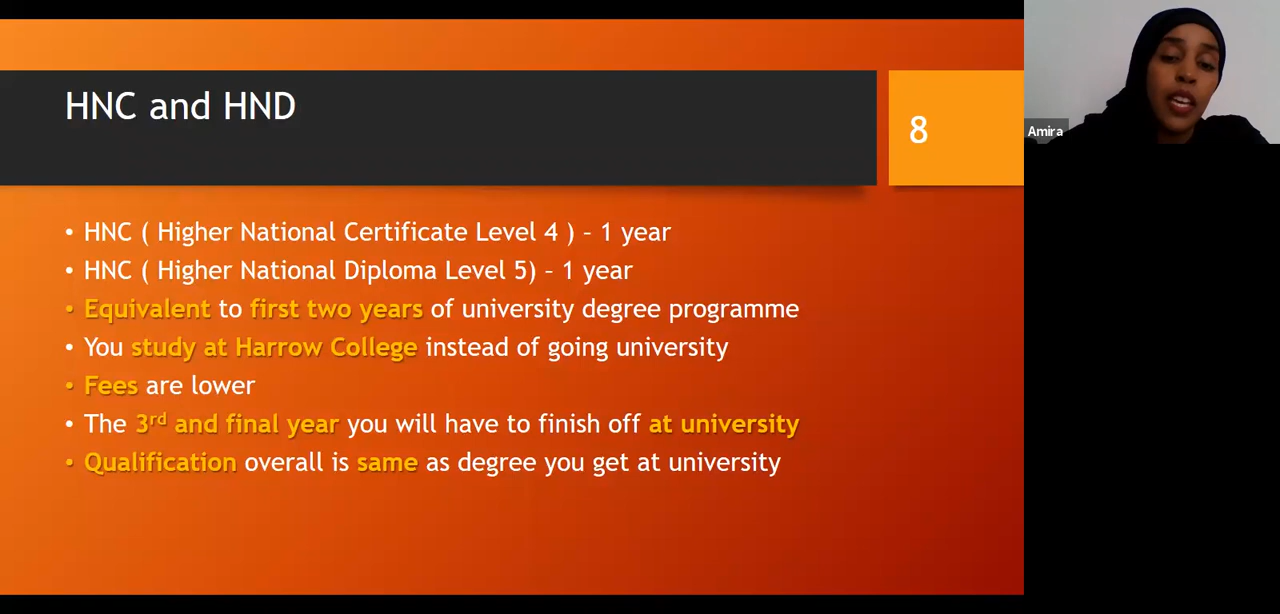 HNC and HND
8
Amira
• HNC ( Higher National Certificate Level 4 ) – 1 year
• HNC ( Higher National Diploma Level 5) – 1 year
• Equivalent to first two years of university degree programme
• You study at Harrow College instead of going university
• Fees are lower
• The 3rd and final year you will have to finish off at university
• Qualification overall is same as degree you get at university